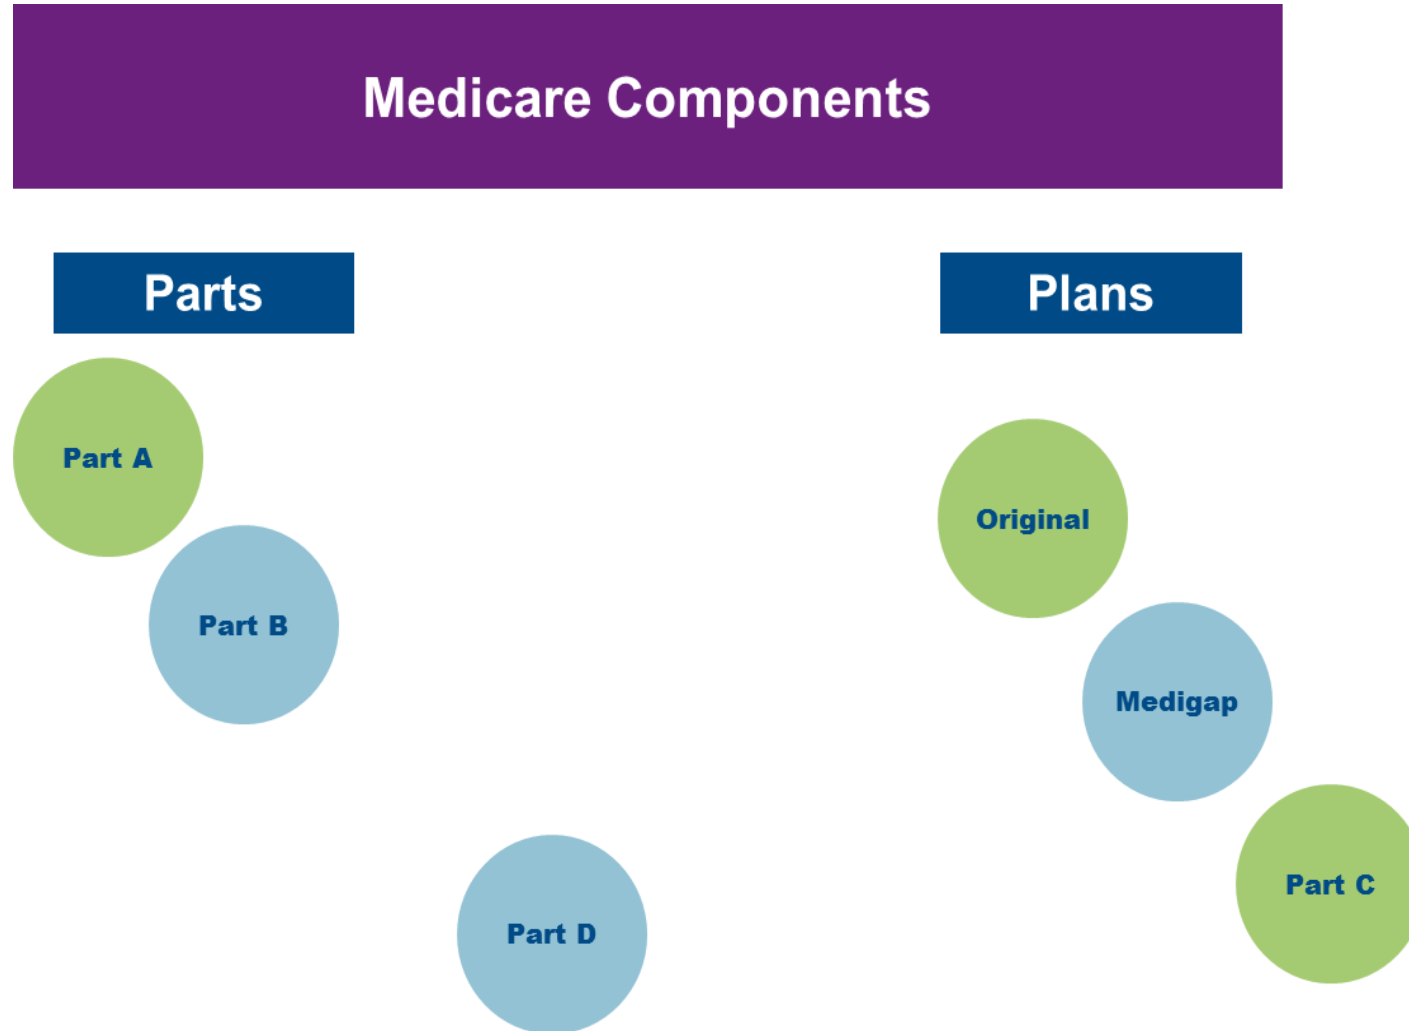 Medicare Components
Parts
Part A
Part B
Part D
Plans
Original
Medigap
Part C